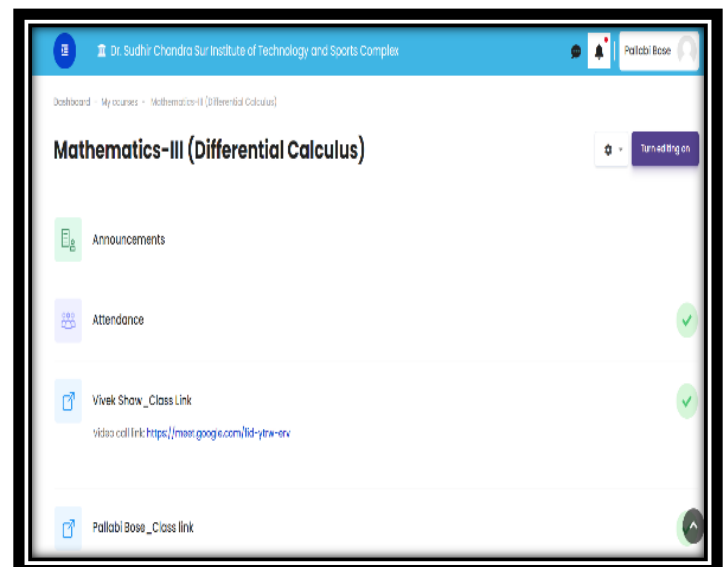 Dr. Sudhir Chandra Sur Institute of Technology and Sports Complex
Pallabi Bose
Dashboard - My courses - Mathematics-III (Differential Calculus)
Mathematics-III (Differential Calculus)
Turn editing on
Announcements
Attendance
Vivek Shaw_Class Link
Video call link: https://meet.google.com/
Pallabi Bose_Class link